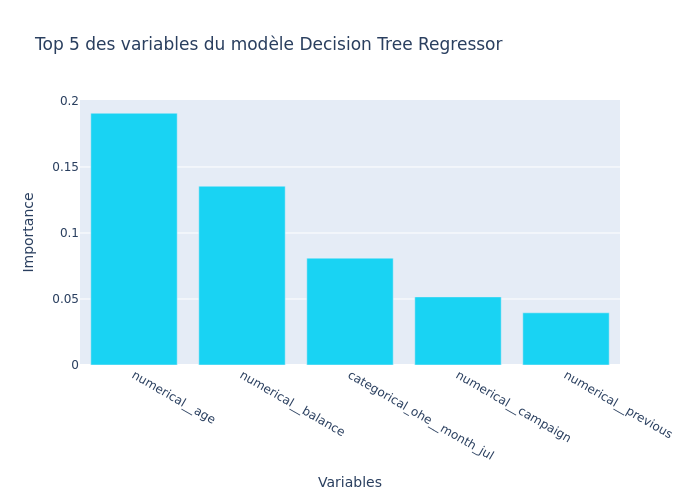 Top 5 des variables du modèle Decision Tree Regressor
0.2
0.15
0.1
0.05
0
Importance
numerical__age
numerical__balance
categorical_ohe__month_jul
numerical__campaign
numerical__previous
Variables